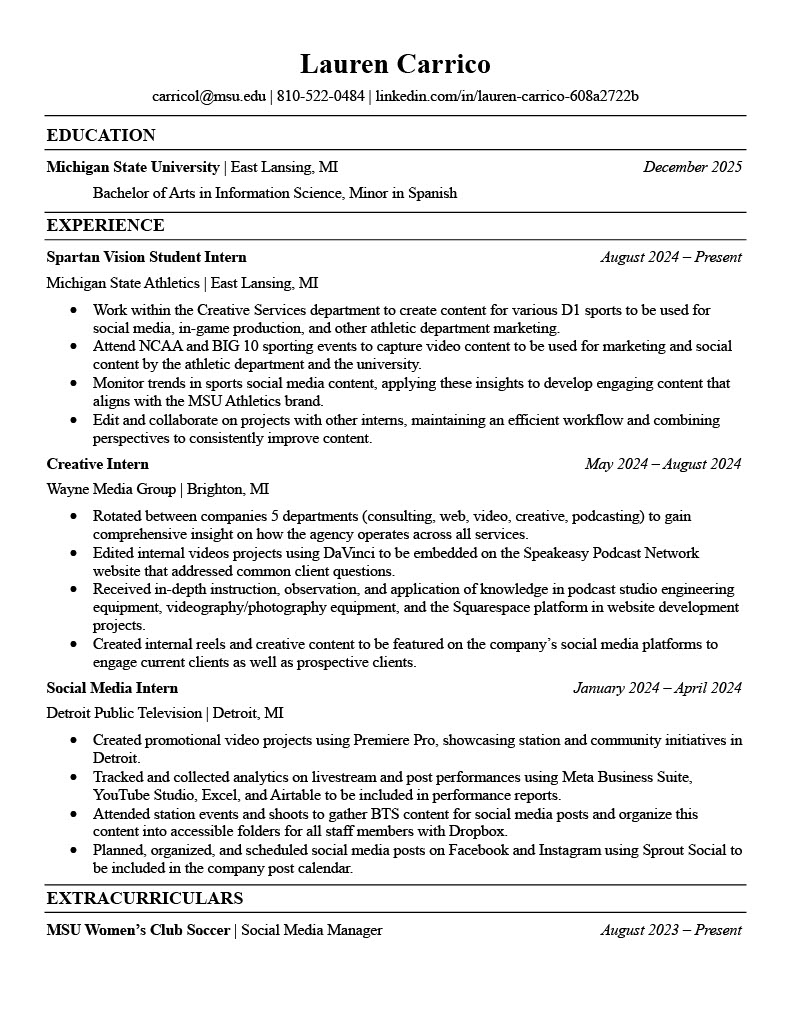 Lauren Carrico
carricol@msu.edu | 810-522-0484 | linkedin.com/in/lauren-carrico-608a2722b
EDUCATION
Michigan State University | East Lansing, MI December 2025
Bachelor of Arts in Information Science, Minor in Spanish
EXPERIENCE
Spartan Vision Student Intern August 2024 – Present
Michigan State Athletics | East Lansing, MI
• Work within the Creative Services department to create content for various D1 sports to be used for
social media, in-game production, and other athletic department marketing.
• Attend NCAA and BIG 10 sporting events to capture video content to be used for marketing and social
content by the athletic department and the university.
• Monitor trends in sports social media content, applying these insights to develop engaging content that
aligns with the MSU Athletics brand.
• Edit and collaborate on projects with other interns, maintaining an efficient workflow and combining
perspectives to consistently improve content.
Creative Intern May 2024 – August 2024
Wayne Media Group | Brighton, MI
• Rotated between companies 5 departments (consulting, web, video, creative, podcasting) to gain
comprehensive insight on how the agency operates across all services.
• Edited internal videos projects using DaVinci to be embedded on the Speakeasy Podcast Network
website that addressed common client questions.
• Received in-depth instruction, observation, and application of knowledge in podcast studio engineering
equipment, videography/photography equipment, and the Squarespace platform in website development
projects.
• Created internal reels and creative content to be featured on the company’s social media platforms to
engage current clients as well as prospective clients.
Social Media Intern January 2024 – April 2024
Detroit Public Television | Detroit, MI
• Created promotional video projects using Premiere Pro, showcasing station and community initiatives in
Detroit.
• Tracked and collected analytics on livestream and post performances using Meta Business Suite,
YouTube Studio, Excel, and Airtable to be included in performance reports.
• Attended station events and shoots to gather BTS content for social media posts and organize this
content into accessible folders for all staff members with Dropbox.
• Planned, organized, and scheduled social media posts on Facebook and Instagram using Sprout Social to
be included in the company post calendar.
EXTRACURRICULARS
MSU Women’s Club Soccer | Social Media Manager August 2023 – Present